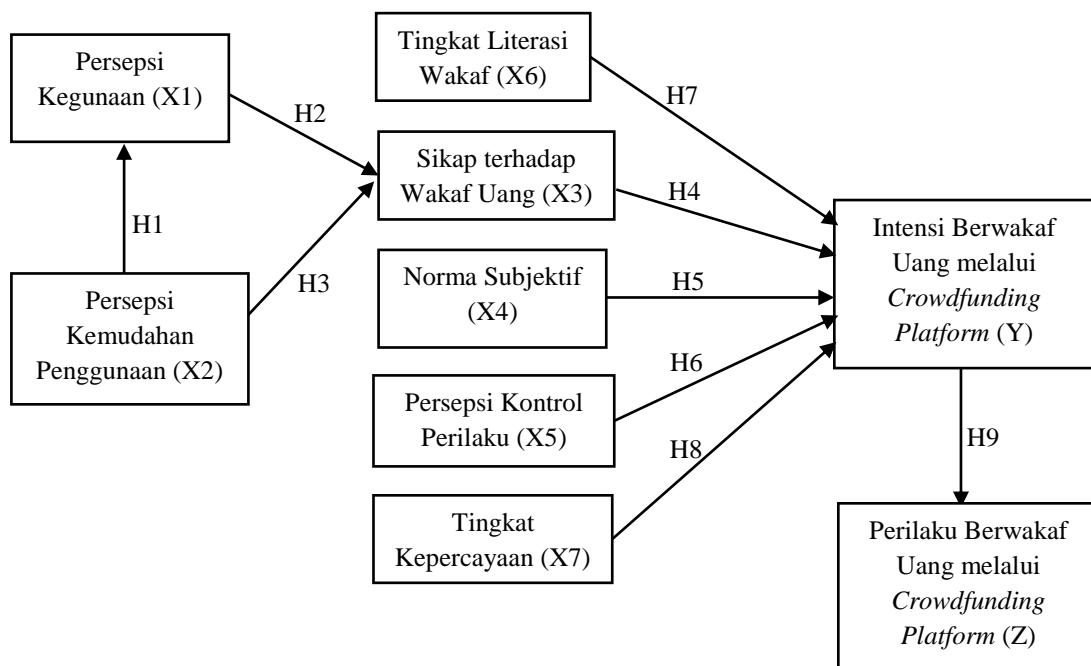 Persepsi
Kegunaan (X1)
H2
H1
Persepsi
Kemudahan
Penggunaan (X2)
H3
Tingkat Literasi
Wakaf (X6)
H7
Sikap terhadap
Wakaf Uang (X3)
H4
Norma Subjektif
(X4)
H5
Persepsi Kontrol
Perilaku (X5)
H6
Tingkat
Kepercayaan (X7)
H8
Intensi Berwakaf
Uang melalui
Crowdfunding
Platform (Y)
H9
Perilaku Berwakaf
Uang melalui
Crowdfunding
Platform (Z)